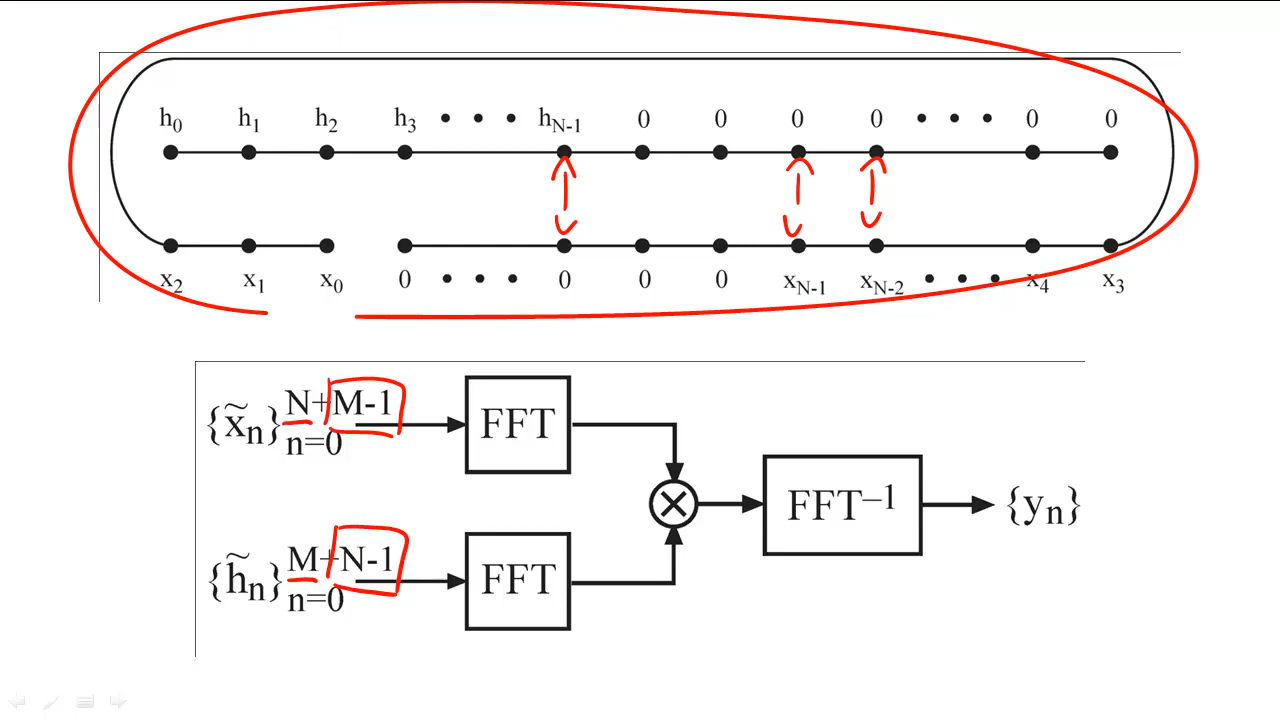 h0 h1 h2 h3 • • • hN-1 0 0 0 0 • • • 0 0
x2 x1 x0 0 • • • 0 0 0 xN-1 xN-2 • • • x4 x3
{x̃n} N+M-1 n=0
FFT
FFT–1
{yn}
{h̃n} M+N-1 n=0
FFT